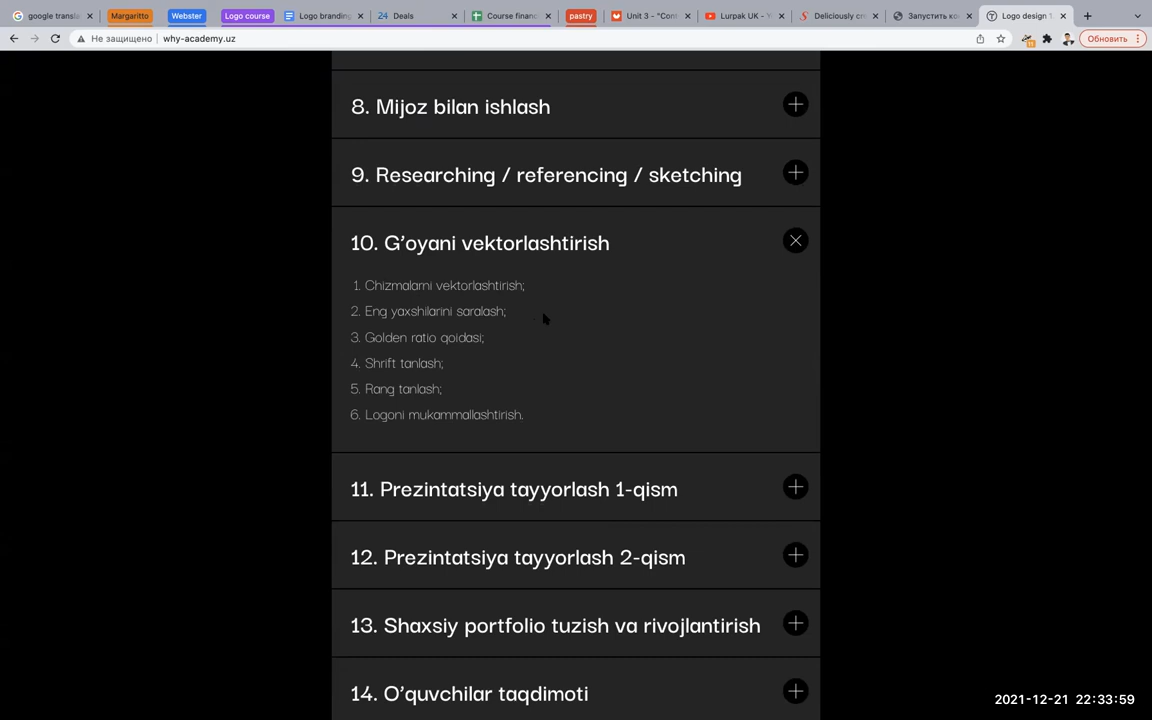 google transl
Margaritto
Webster
Logo course
Logo branding
24 Deals
Course financ
pastry
Unit 3 - "Com
Lurpak UK - Y
Deliciously cre
Запустить ко
Logo design 1
Не защищено
why-academy.uz
Обновить
8. Mijoz bilan ishlash
9. Researching / referencing / sketching
10. G'oyani vektorlashtirish
1. Chizmalarni vektorlashtirish;
2. Eng yaxshilarini saralash;
3. Golden ratio qoidasi;
4. Shrift tanlash;
5. Rang tanlash;
6. Logoni mukammallashtirish.
11. Prezintatsiya tayyorlash 1-qism
12. Prezintatsiya tayyorlash 2-qism
13. Shaxsiy portfolio tuzish va rivojlantirish
14. O'quvchilar taqdimoti
2021-12-21 22:33:59